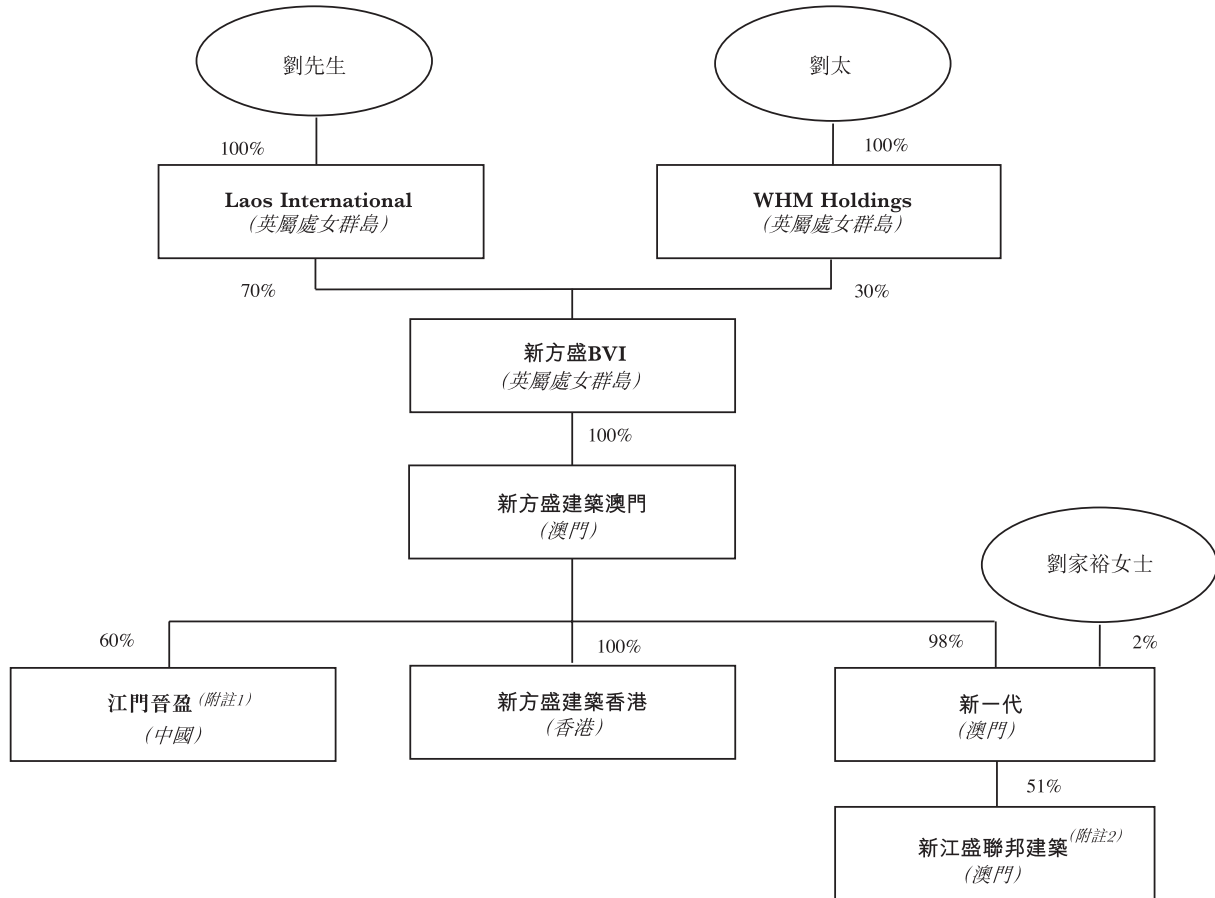 劉先生
劉太
100%
100%
Laos International
(英屬處女群島)
WHM Holdings
(英屬處女群島)
70%
30%
新方盛BVI
(英屬處女群島)
100%
新方盛建築澳門
(澳門)
劉家裕女士
60%
100%
98%
2%
江門晉盈(附註1)
(中國)
新方盛建築香港
(香港)
新一代
(澳門)
51%
新江盛聯邦建築(附註2)
(澳門)